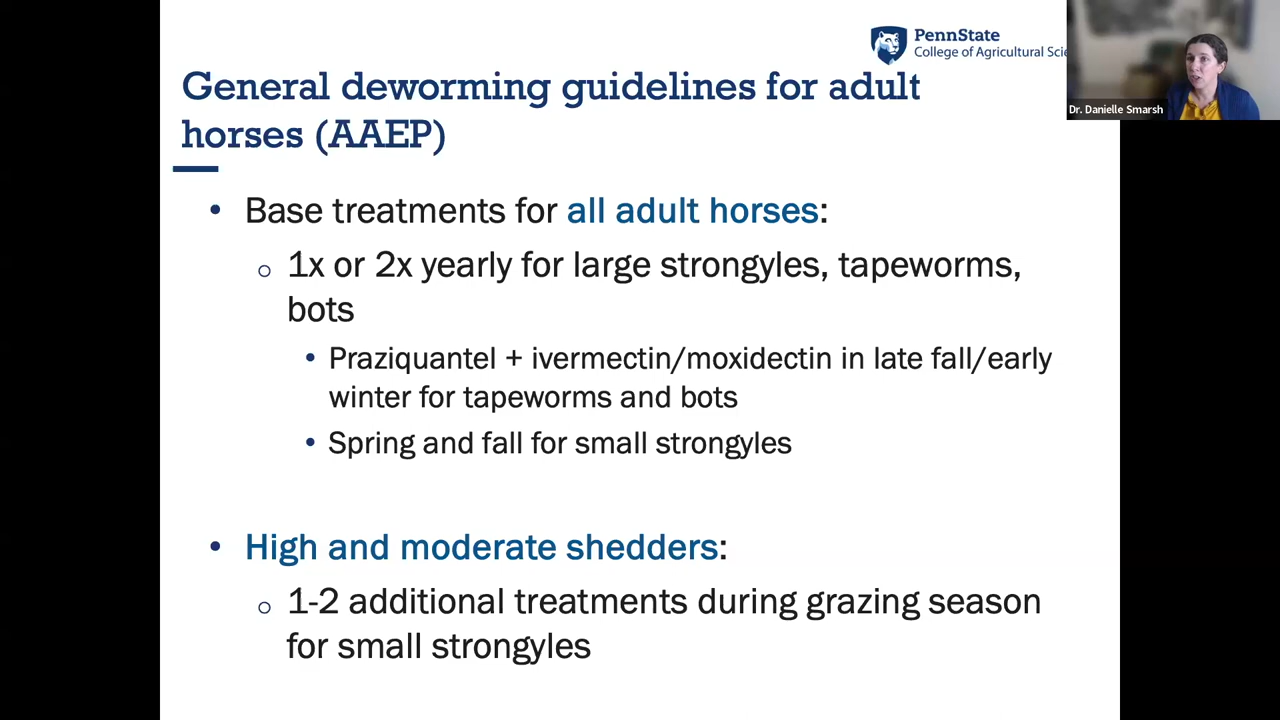 PennState
College of Agricultural Scie
Dr. Danielle Smarsh
General deworming guidelines for adult
horses (AAEP)
• Base treatments for all adult horses:
o 1x or 2x yearly for large strongyles, tapeworms,
bots
• Praziquantel + ivermectin/moxidectin in late fall/early
winter for tapeworms and bots
• Spring and fall for small strongyles
• High and moderate shedders:
o 1-2 additional treatments during grazing season
for small strongyles